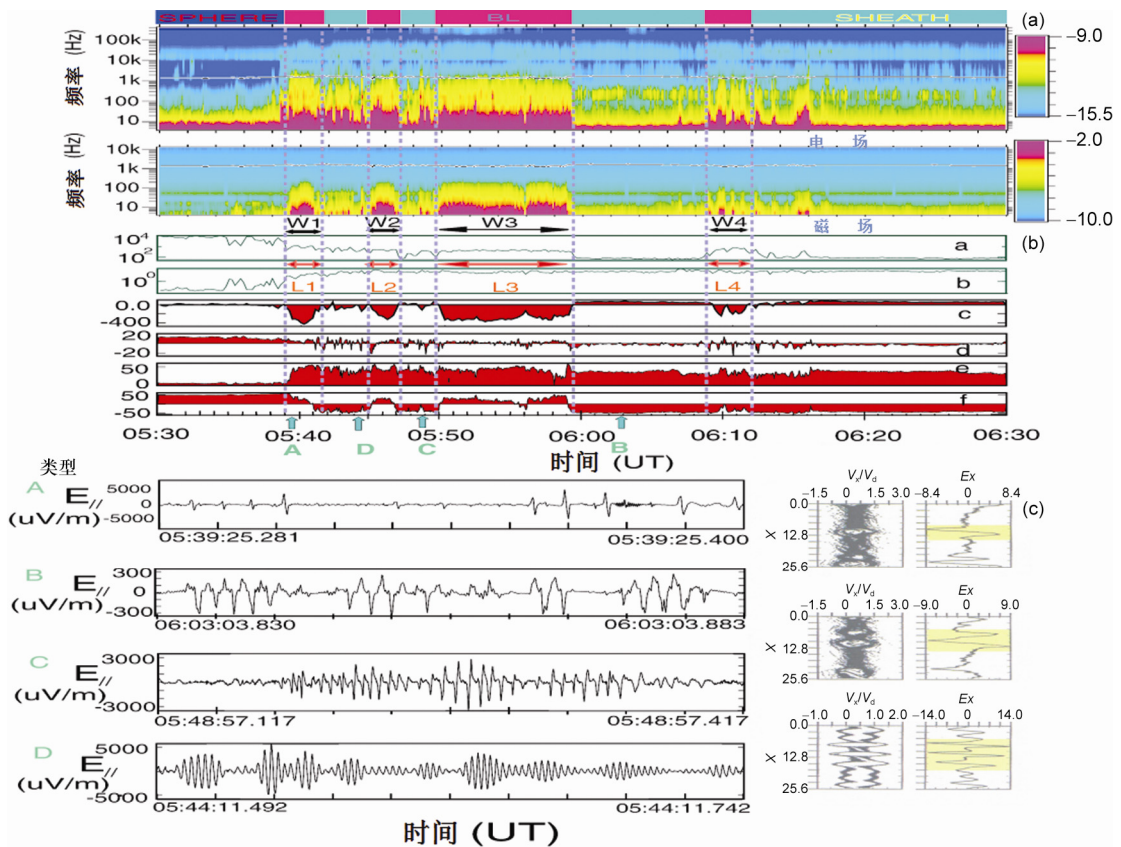 SPHERE BL SHEATH (a)
频率 (Hz)
100k
10k
1k
100
10
−9.0
−15.5
电 场
频率 (Hz)
10k
1k
100
10
−2.0
−10.0
磁 场
W1 W2 W3 W4
(b)
10⁴
10²
a
10⁰
b
L1 L2 L3 L4
0.0
-400
c
20
-20
d
50
0
e
50
-50
f
05:30 05:40 05:50 06:00 06:10 06:20 06:30
A D C B
时间 (UT)
类型
A E// (uV/m)
5000
0
-5000
05:39:25.281 05:39:25.400
B E// (uV/m)
300
0
-300
06:03:03.830 06:03:03.883
C E// (uV/m)
3000
-3000
05:48:57.117 05:48:57.417
D E// (uV/m)
5000
0
-5000
05:44:11.492 05:44:11.742
时间 (UT)
(c)
Vx/Vd Ex
−1.5 0 1.5 3.0 −8.4 0 8.4
0.0
X 12.8
25.6
Vx/Vd Ex
−1.5 0 1.5 3.0 −9.0 0 9.0
0.0
X 12.8
25.6
Vx/Vd Ex
−1.0 0 1.0 2.0 −14.0 0 14.0
0.0
X 12.8
25.6